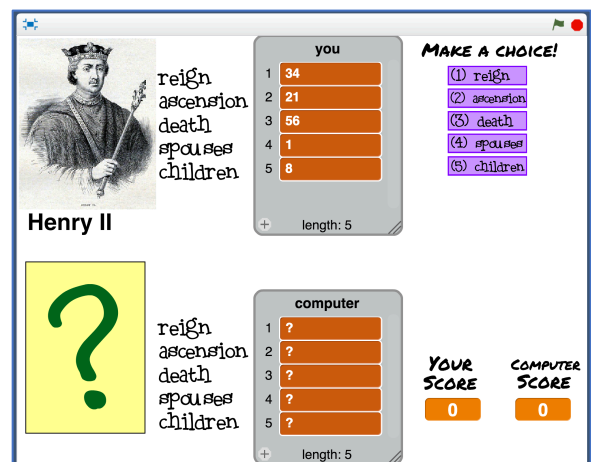 you
MAKE A CHOICE!
reign
ascension
death
spouses
children
1 34
2 21
3 56
4 1
5 8
+ length: 5
(1) reign
(2) ascension
(3) death
(4) spouses
(5) children
Henry II
?
computer
reign
ascension
death
spouses
children
1 ?
2 ?
3 ?
4 ?
5 ?
+ length: 5
YOUR
SCORE
0
COMPUTER
SCORE
0